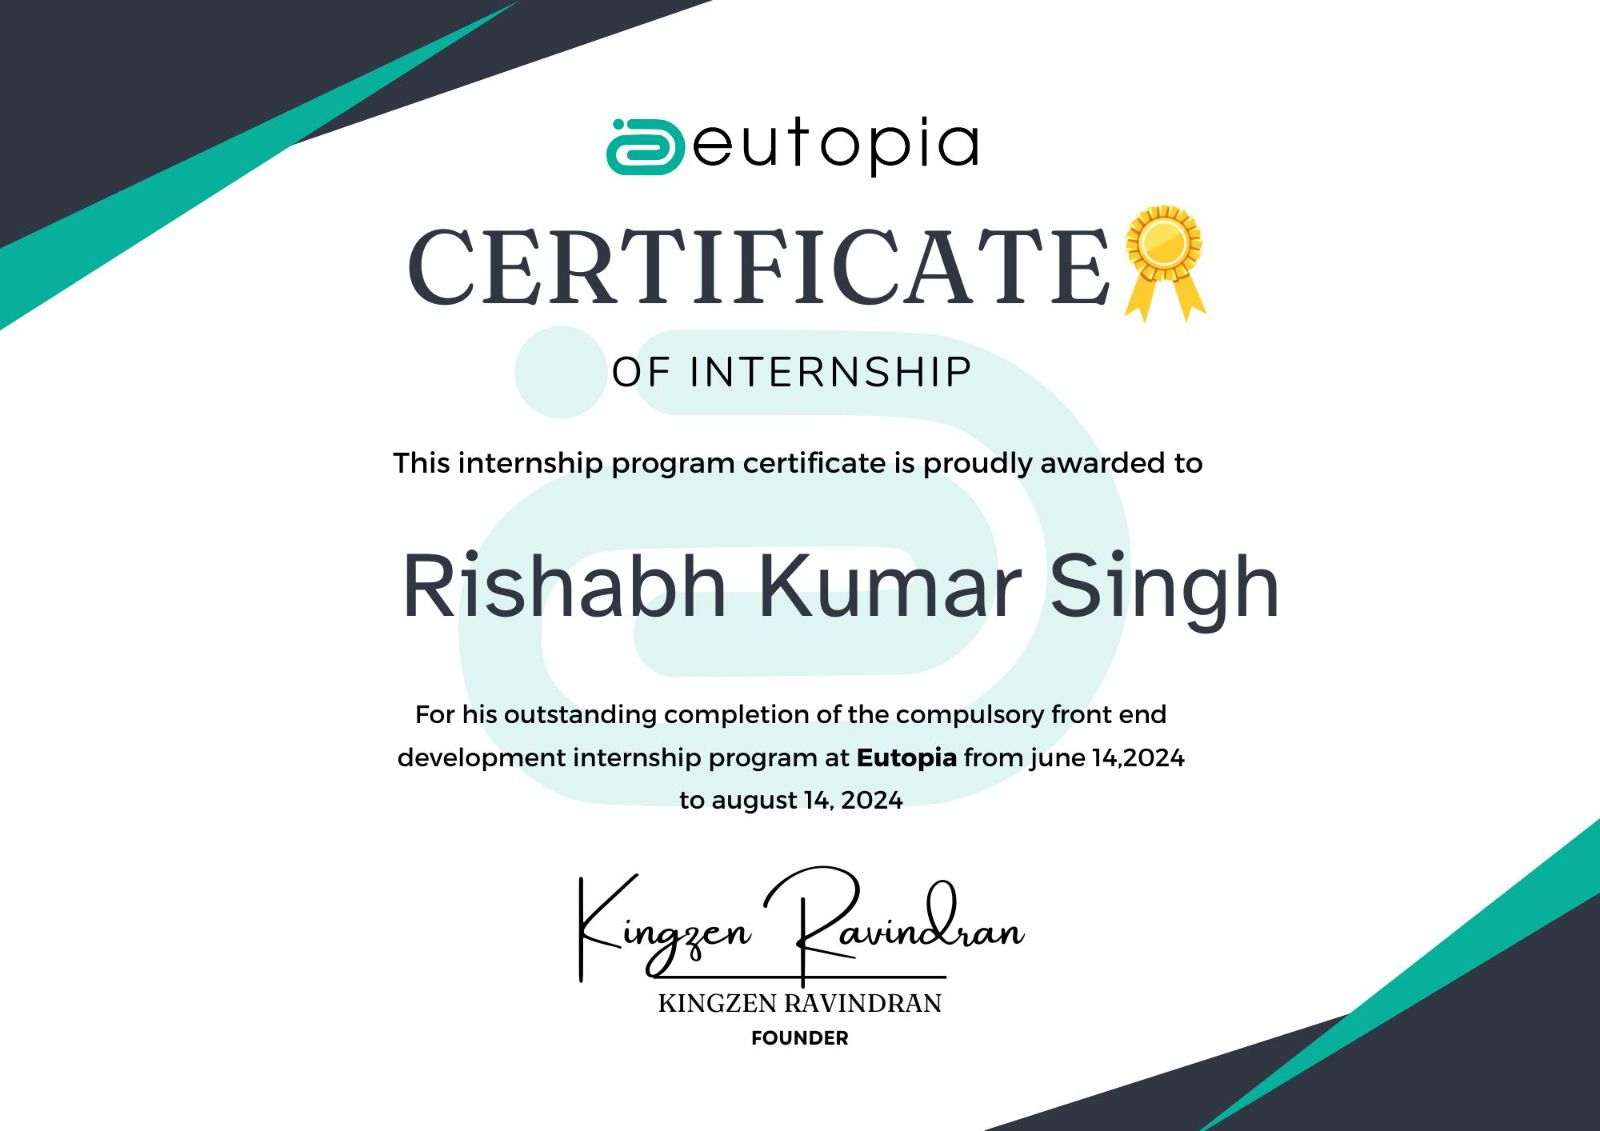 eutopia
CERTIFICATE
OF INTERNSHIP
This internship program certificate is proudly awarded to
Rishabh Kumar Singh
For his outstanding completion of the compulsory front end
development internship program at Eutopia from june 14,2024
to august 14, 2024
Kingzen Ravindran
KINGZEN RAVINDRAN
FOUNDER